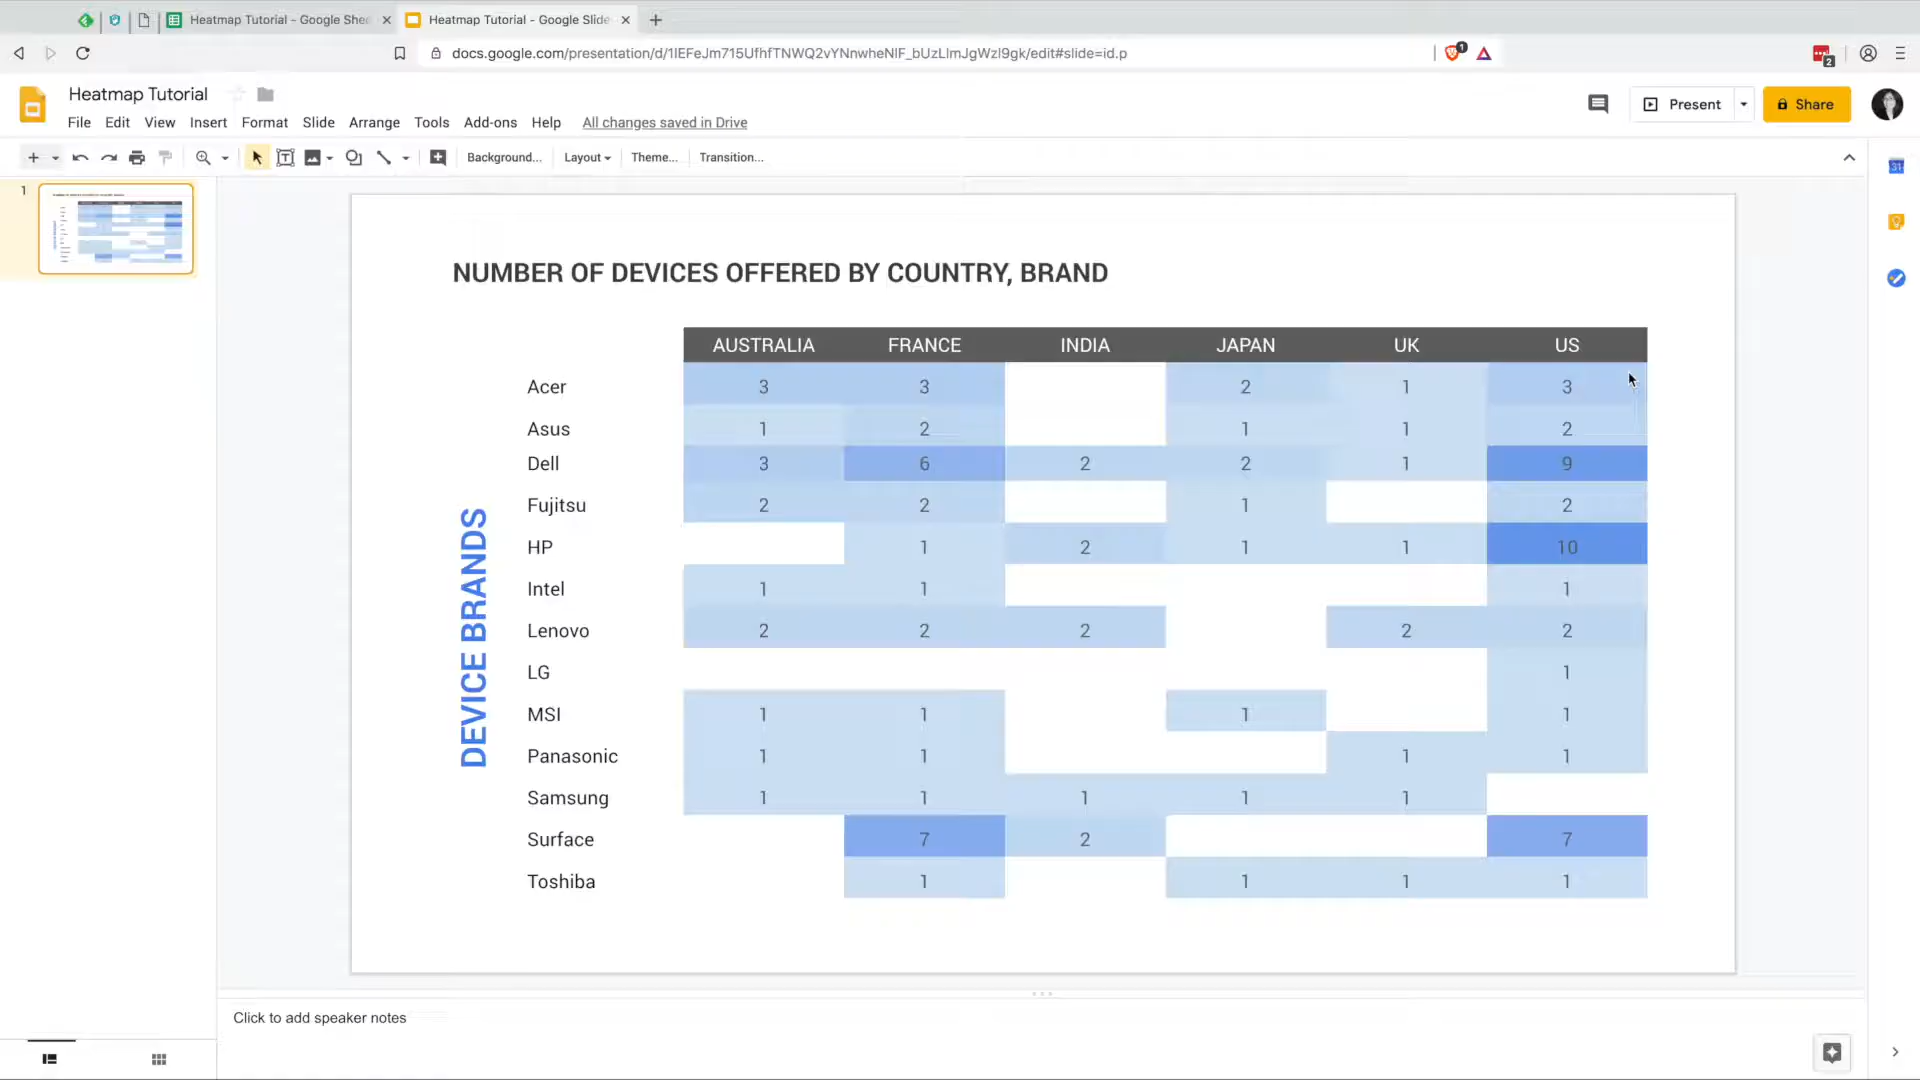 Heatmap Tutorial - Google Shee
Heatmap Tutorial - Google Slide
docs.google.com/presentation/d/1IEFeJm715UfhfTNWQ2vYNnwheNIF_bUzLlmJgWzl9gk/edit#slide=id.p
1
2
Heatmap Tutorial
File Edit View Insert Format Slide Arrange Tools Add-ons Help All changes saved in Drive
Present
Share
Background... Layout Theme... Transition...
31
1
NUMBER OF DEVICES OFFERED BY COUNTRY, BRAND
AUSTRALIA FRANCE INDIA JAPAN UK US
Acer 3 3 2 1 3
Asus 1 2 1 1 2
Dell 3 6 2 2 1 9
Fujitsu 2 2 1 2
HP 1 2 1 1 10
Intel 1 1 1
Lenovo 2 2 2 2 2
LG 1
MSI 1 1 1 1
Panasonic 1 1 1 1
Samsung 1 1 1 1 1
Surface 7 2 7
Toshiba 1 1 1 1
DEVICE BRANDS
Click to add speaker notes